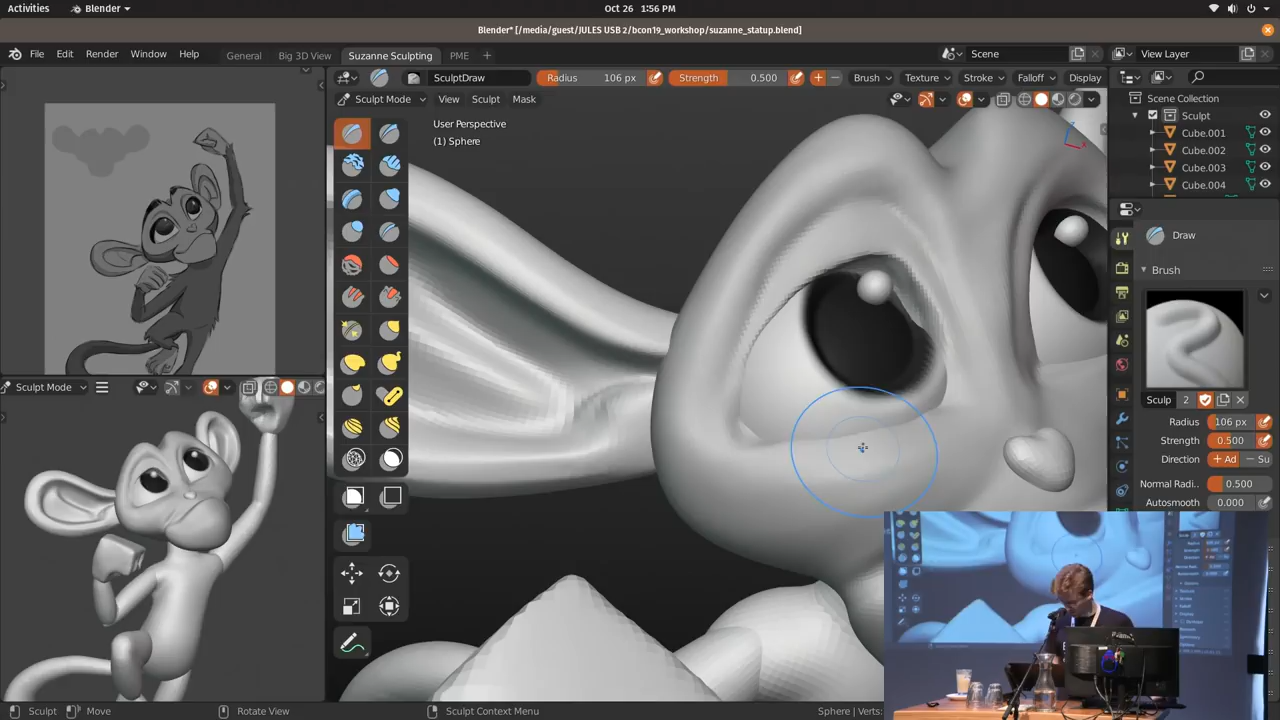 Activities Blender Oct 26 1:56 PM
Blender* [/media/guest/JULES USB 2/bcon19_workshop/suzanne_statup.blend]
File Edit Render Window Help General Big 3D View Suzanne Sculpting PME + Scene View Layer
SculptDraw Radius 106 px Strength 0.500 Brush Texture Stroke Falloff Display
Sculpt Mode View Sculpt Mask
User Perspective
(1) Sphere
Scene Collection
Sculpt
Cube.001
Cube.002
Cube.003
Cube.004
Draw
Brush
Sculp 2
Radius 106 px
Strength 0.500
Direction + Ad − Su
Normal Radi.. 0.500
Autosmooth 0.000
Sculpt Mode
Sculpt Move Rotate View Sculpt Context Menu Sphere | Verts: